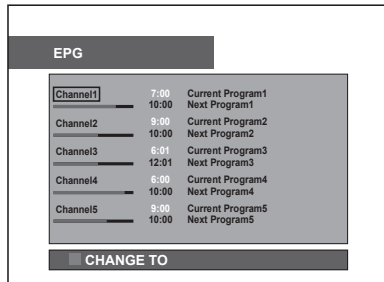 EPG
Channel1 7:00 Current Program1
10:00 Next Program1
Channel2 9:00 Current Program2
10:00 Next Program2
Channel3 6:01 Current Program3
12:01 Next Program3
Channel4 6:00 Current Program4
10:00 Next Program4
Channel5 9:00 Current Program5
10:00 Next Program5
CHANGE TO